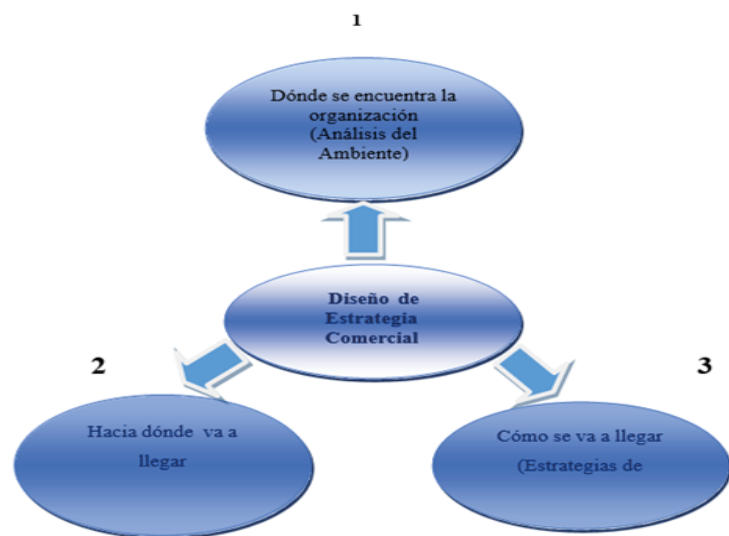 1
Dónde se encuentra la
organización
(Análisis del
Ambiente)
Diseño de
Estrategia
Comercial
2
Hacia dónde va a
llegar
3
Cómo se va a llegar
(Estrategias de